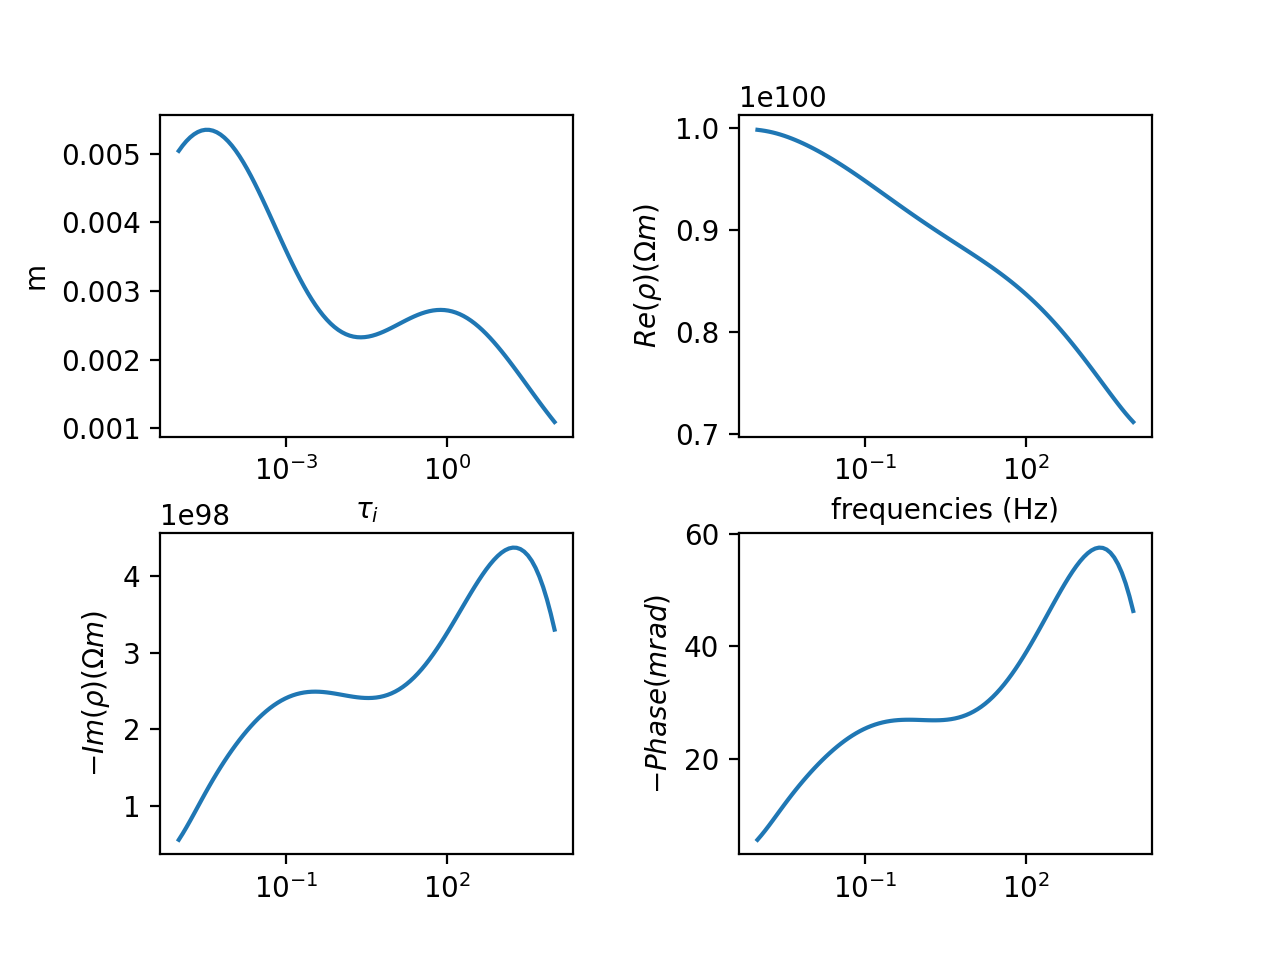 m
0.005
0.004
0.003
0.002
0.001
10⁻³ 10⁰
τᵢ
1e100
Re(ρ)(Ωm)
1.0
0.9
0.8
0.7
10⁻¹ 10²
frequencies (Hz)
1e98
−Im(ρ)(Ωm)
4
3
2
1
10⁻¹ 10²
−Phase(mrad)
60
40
20
10⁻¹ 10²